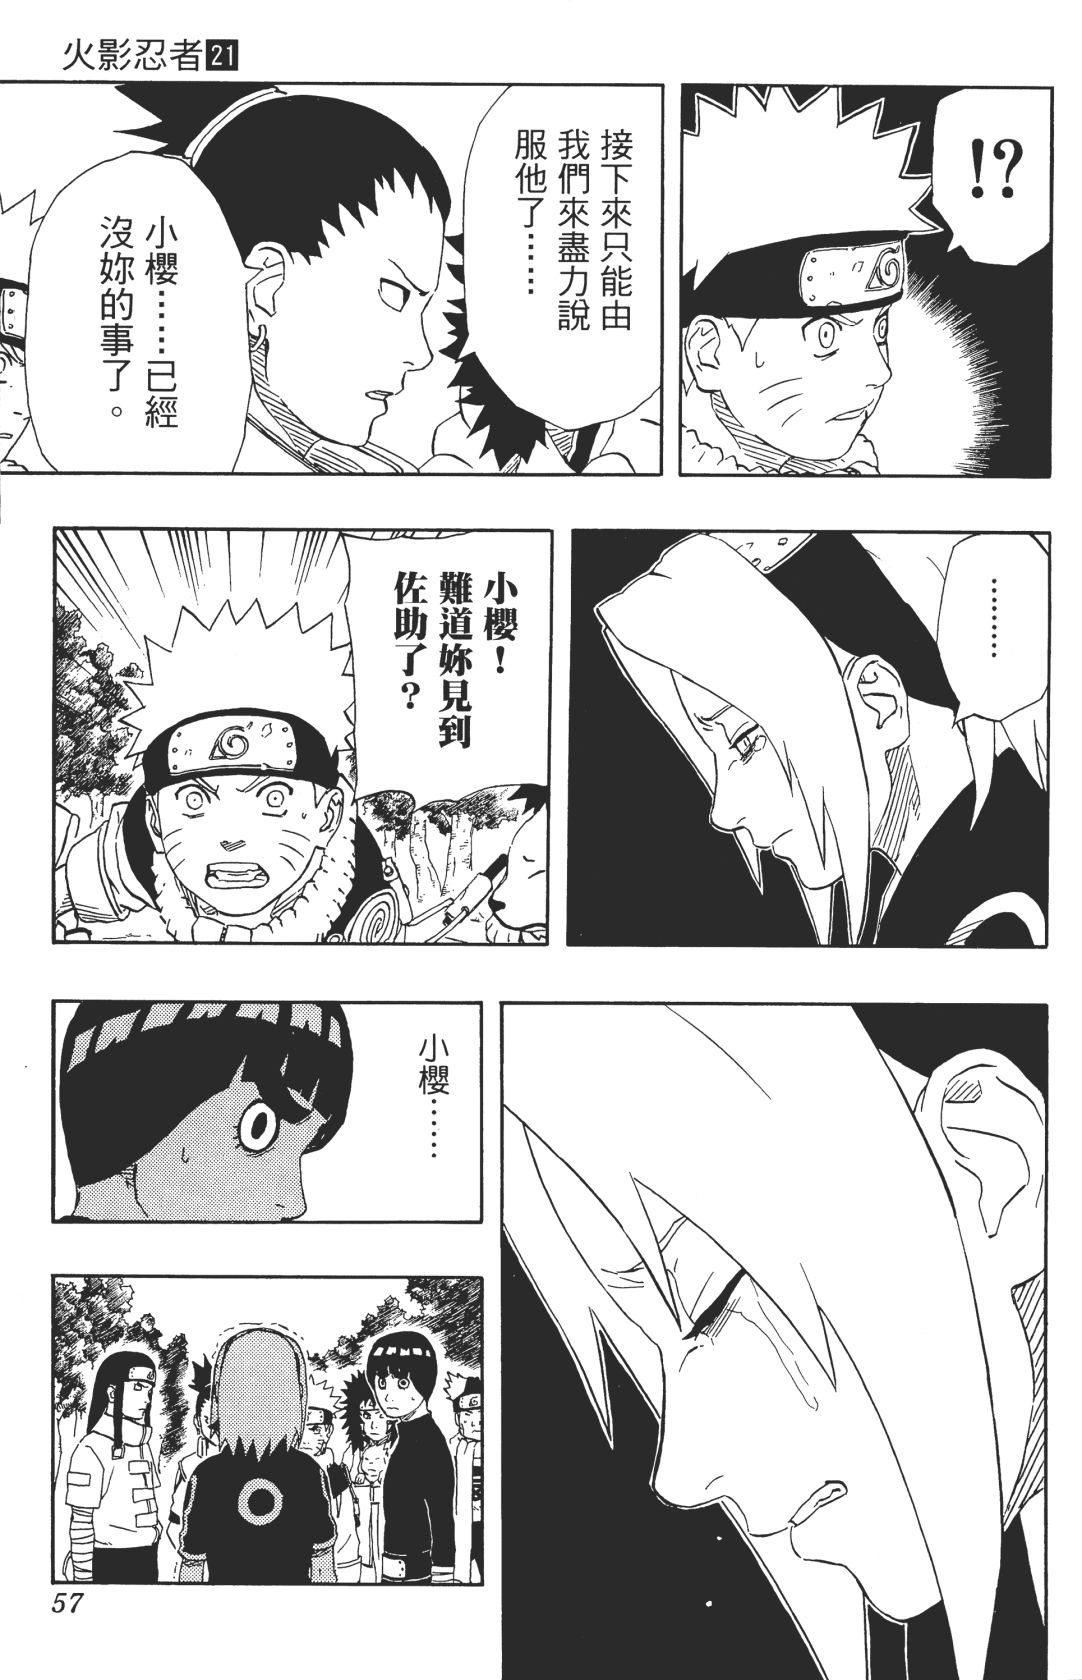 火影忍者21
!?
接下來只能由
我們來盡力說
服他了……
小櫻……已經
沒妳的事了。
………
小櫻！
難道妳見到
佐助了？
小櫻……
57